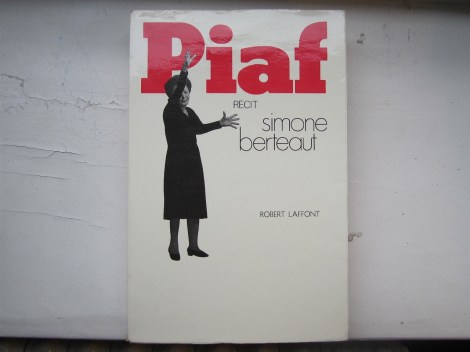 Piaf
RÉCIT
simone
berteaut
ROBERT LAFFONT